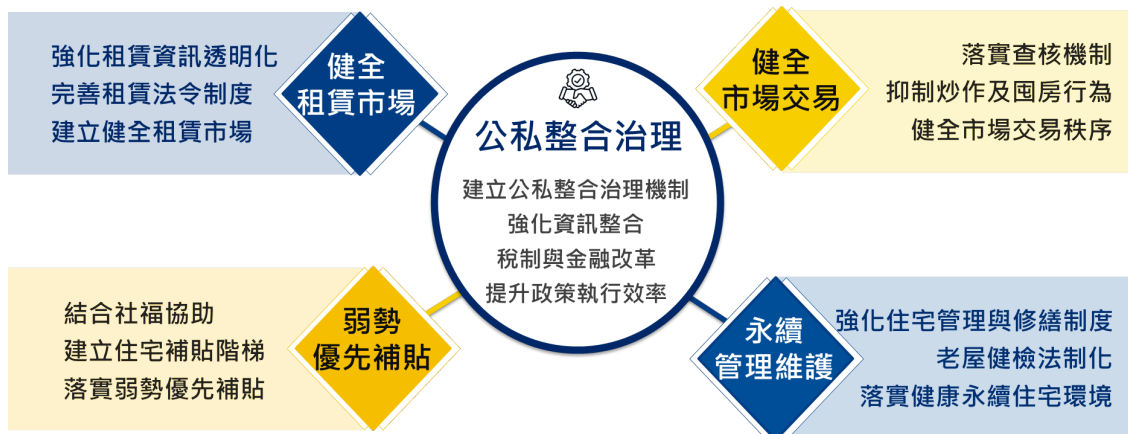 強化租賃資訊透明化
完善租賃法令制度
建立健全租賃市場
健全
租賃市場
健全
市場交易
落實查核機制
抑制炒作及囤房行為
健全市場交易秩序
公私整合治理
建立公私整合治理機制
強化資訊整合
稅制與金融改革
提升政策執行效率
結合社福協助
建立住宅補貼階梯
落實弱勢優先補貼
弱勢
優先補貼
永續
管理維護
強化住宅管理與修繕制度
老屋健檢法制化
落實健康永續住宅環境